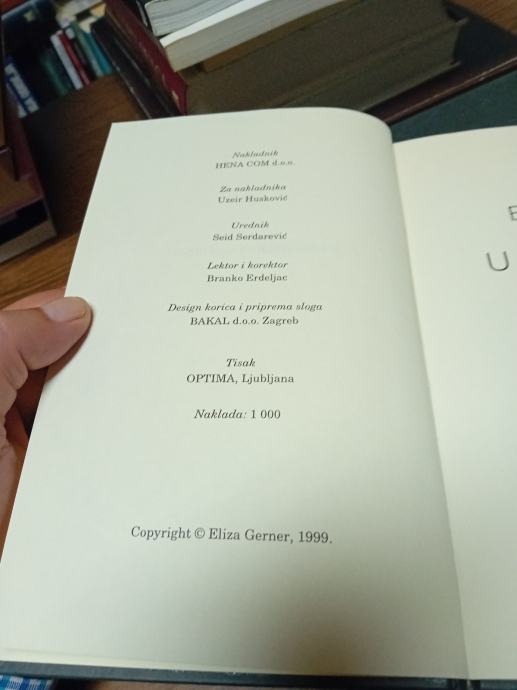 Nakladnik
HENA COM d.o.o.
Za nakladnika
Uzeir Husković
Urednik
Seid Serdarević
Lektor i korektor
Branko Erdeljac
Design korica i priprema sloga
BAKAL d.o.o. Zagreb
Tisak
OPTIMA, Ljubljana
Naklada: 1 000
Copyright © Eliza Gerner, 1999.
E
U